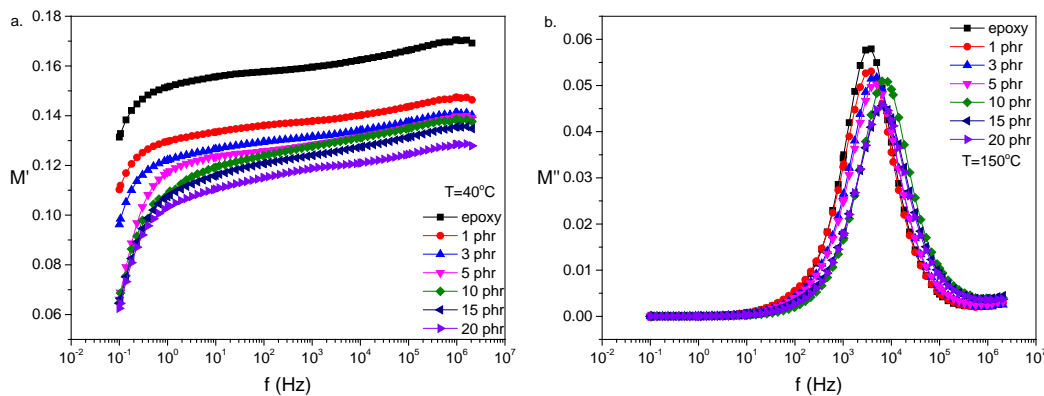 a.
0.18
0.16
0.14
0.12
0.10
0.08
0.06
M'
T=40°C
epoxy
1 phr
3 phr
5 phr
10 phr
15 phr
20 phr
10⁻² 10⁻¹ 10⁰ 10¹ 10² 10³ 10⁴ 10⁵ 10⁶ 10⁷
f (Hz)
b.
0.06
0.05
0.04
0.03
0.02
0.01
0.00
M"
epoxy
1 phr
3 phr
5 phr
10 phr
15 phr
20 phr
T=150°C
10⁻² 10⁻¹ 10⁰ 10¹ 10² 10³ 10⁴ 10⁵ 10⁶ 10⁷
f (Hz)